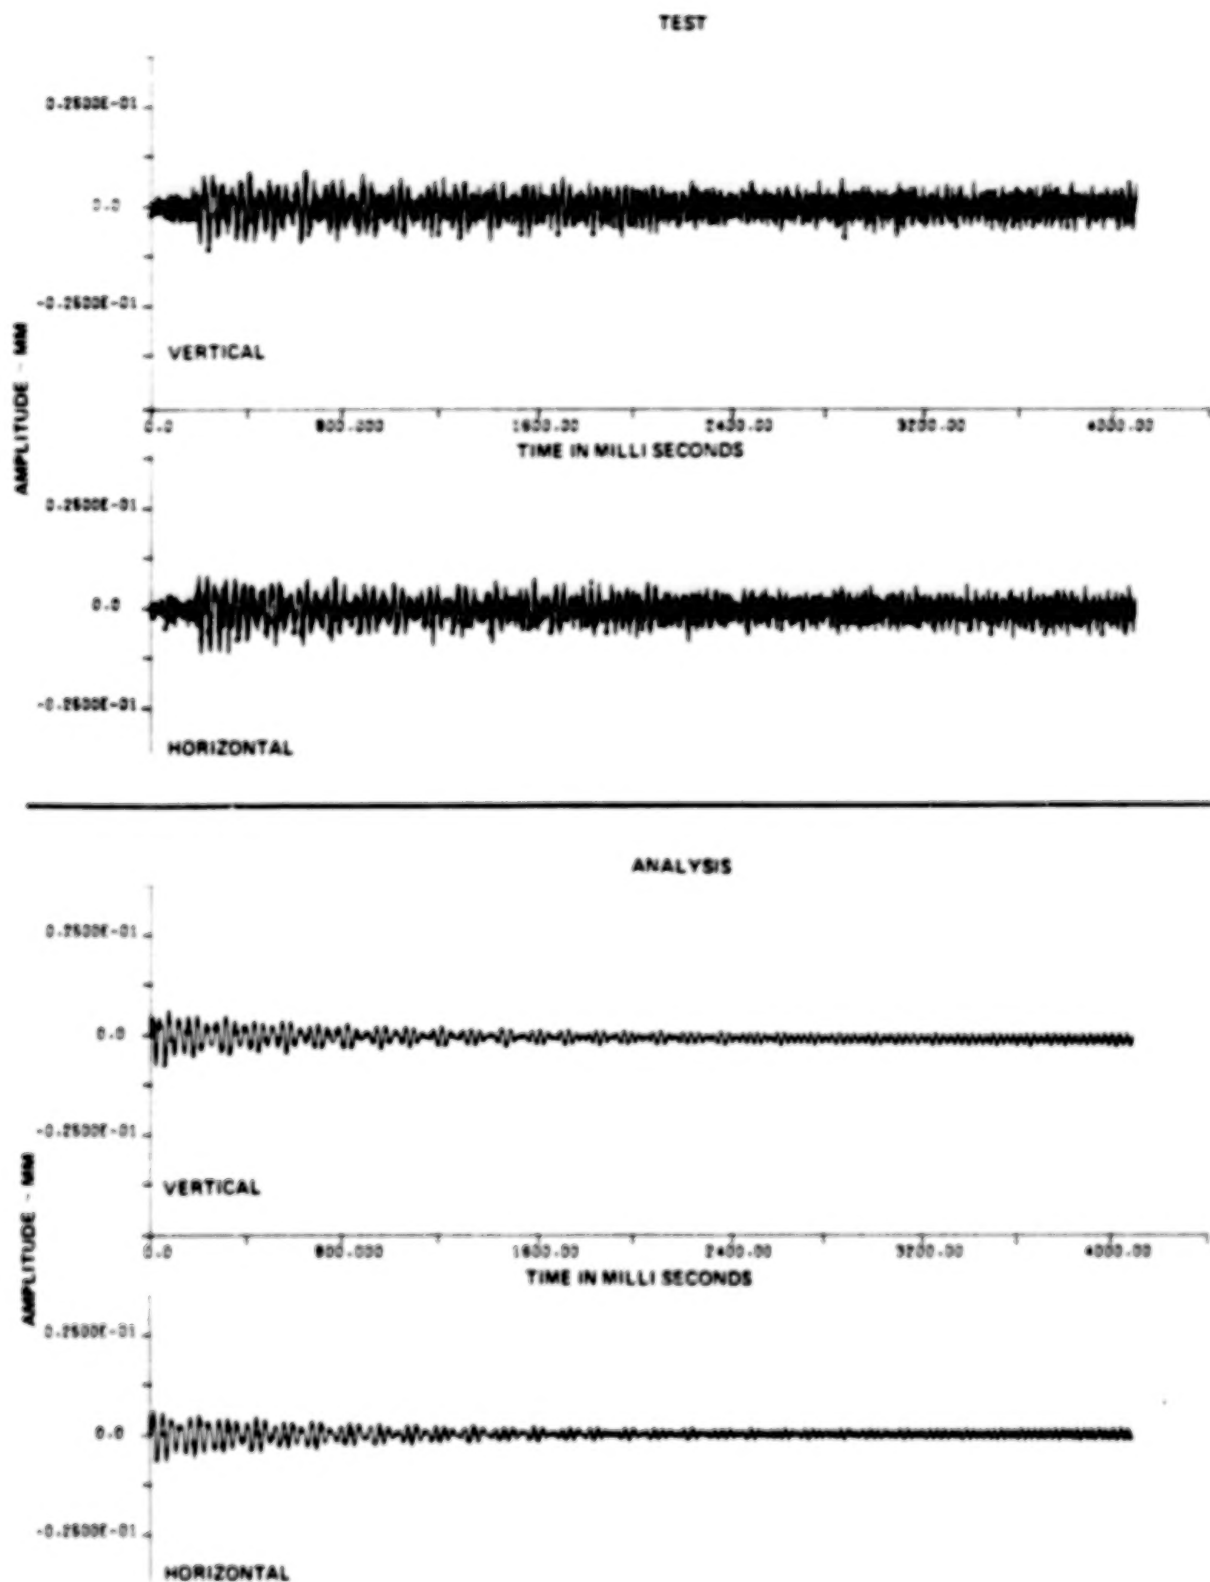 TEST
0.2500E-01
0.0
-0.2500E-01
VERTICAL
0.0 800.000 1600.00 2400.00 3200.00 4000.00
TIME IN MILLI SECONDS
AMPLITUDE - MM
0.2500E-01
0.0
-0.2500E-01
HORIZONTAL
ANALYSIS
0.2500E-01
0.0
-0.2500E-01
VERTICAL
0.0 800.000 1600.00 2400.00 3200.00 4000.00
TIME IN MILLI SECONDS
AMPLITUDE - MM
0.2500E-01
0.0
-0.2500E-01
HORIZONTAL